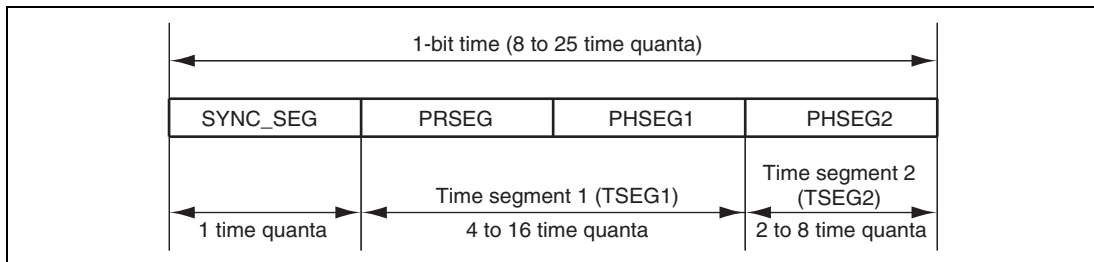 1-bit time (8 to 25 time quanta)
SYNC_SEG PRSEG PHSEG1 PHSEG2
Time segment 1 (TSEG1)
Time segment 2
(TSEG2)
1 time quanta 4 to 16 time quanta 2 to 8 time quanta